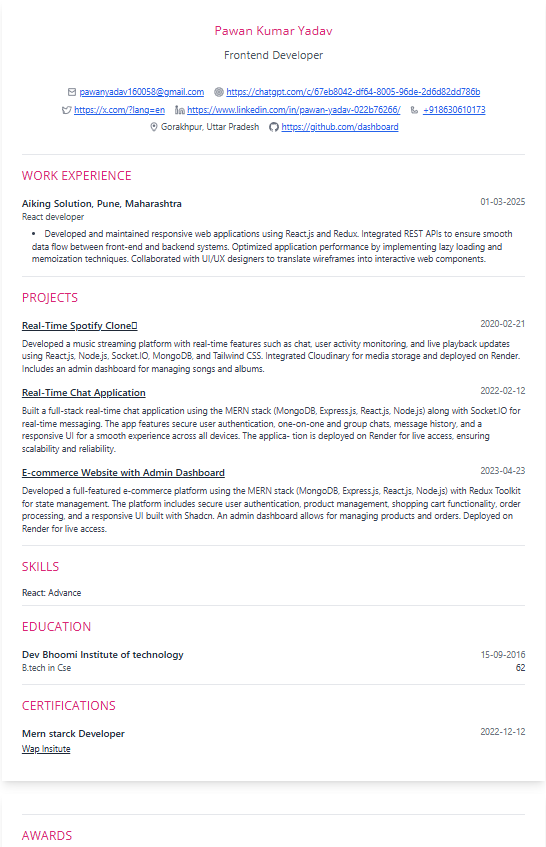 Pawan Kumar Yadav
Frontend Developer
pawanyadav160058@gmail.com https://chatgpt.com/c/67eb8042-df64-8005-96de-2d6d82dd786b
https://x.com/?lang=en https://www.linkedin.com/in/pawan-yadav-022b76266/ +918630610173
Gorakhpur, Uttar Pradesh https://github.com/dashboard
WORK EXPERIENCE
Aiking Solution, Pune, Maharashtra 01-03-2025
React developer
• Developed and maintained responsive web applications using React.js and Redux. Integrated REST APIs to ensure smooth
data flow between front-end and backend systems. Optimized application performance by implementing lazy loading and
memoization techniques. Collaborated with UI/UX designers to translate wireframes into interactive web components.
PROJECTS
Real-Time Spotify Clone 2020-02-21
Developed a music streaming platform with real-time features such as chat, user activity monitoring, and live playback updates
using React.js, Node.js, Socket.IO, MongoDB, and Tailwind CSS. Integrated Cloudinary for media storage and deployed on Render.
Includes an admin dashboard for managing songs and albums.
Real-Time Chat Application 2022-02-12
Built a full-stack real-time chat application using the MERN stack (MongoDB, Express.js, React.js, Node.js) along with Socket.IO for
real-time messaging. The app features secure user authentication, one-on-one and group chats, message history, and a
responsive UI for a smooth experience across all devices. The applica- tion is deployed on Render for live access, ensuring
scalability and reliability.
E-commerce Website with Admin Dashboard 2023-04-23
Developed a full-featured e-commerce platform using the MERN stack (MongoDB, Express.js, React.js, Node.js) with Redux Toolkit
for state management. The platform includes secure user authentication, product management, shopping cart functionality, order
processing, and a responsive UI built with Shadcn. An admin dashboard allows for managing products and orders. Deployed on
Render for live access.
SKILLS
React: Advance
EDUCATION
Dev Bhoomi Institute of technology 15-09-2016
B.tech in Cse 62
CERTIFICATIONS
Mern starck Developer 2022-12-12
Wap Insitute
AWARDS